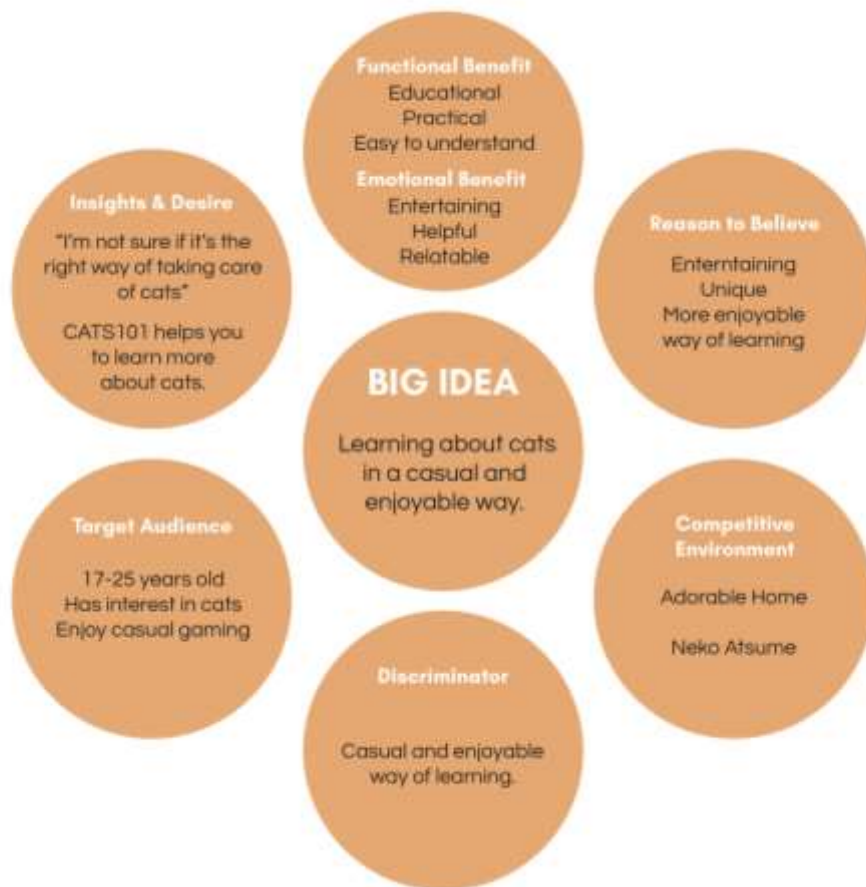 Functional Benefit
Educational
Practical
Easy to understand
Emotional Benefit
Entertaining
Helpful
Relatable
Insights & Desire
"I'm not sure if it's the
right way of taking care
of cats"
CATS101 helps you
to learn more
about cats.
Reason to Believe
Enterntaining
Unique
More enjoyable
way of learning
BIG IDEA
Learning about cats
in a casual and
enjoyable way.
Target Audience
17-25 years old
Has interest in cats
Enjoy casual gaming
Competitive
Environment
Adorable Home
Neko Atsume
Discriminator
Casual and enjoyable
way of learning.